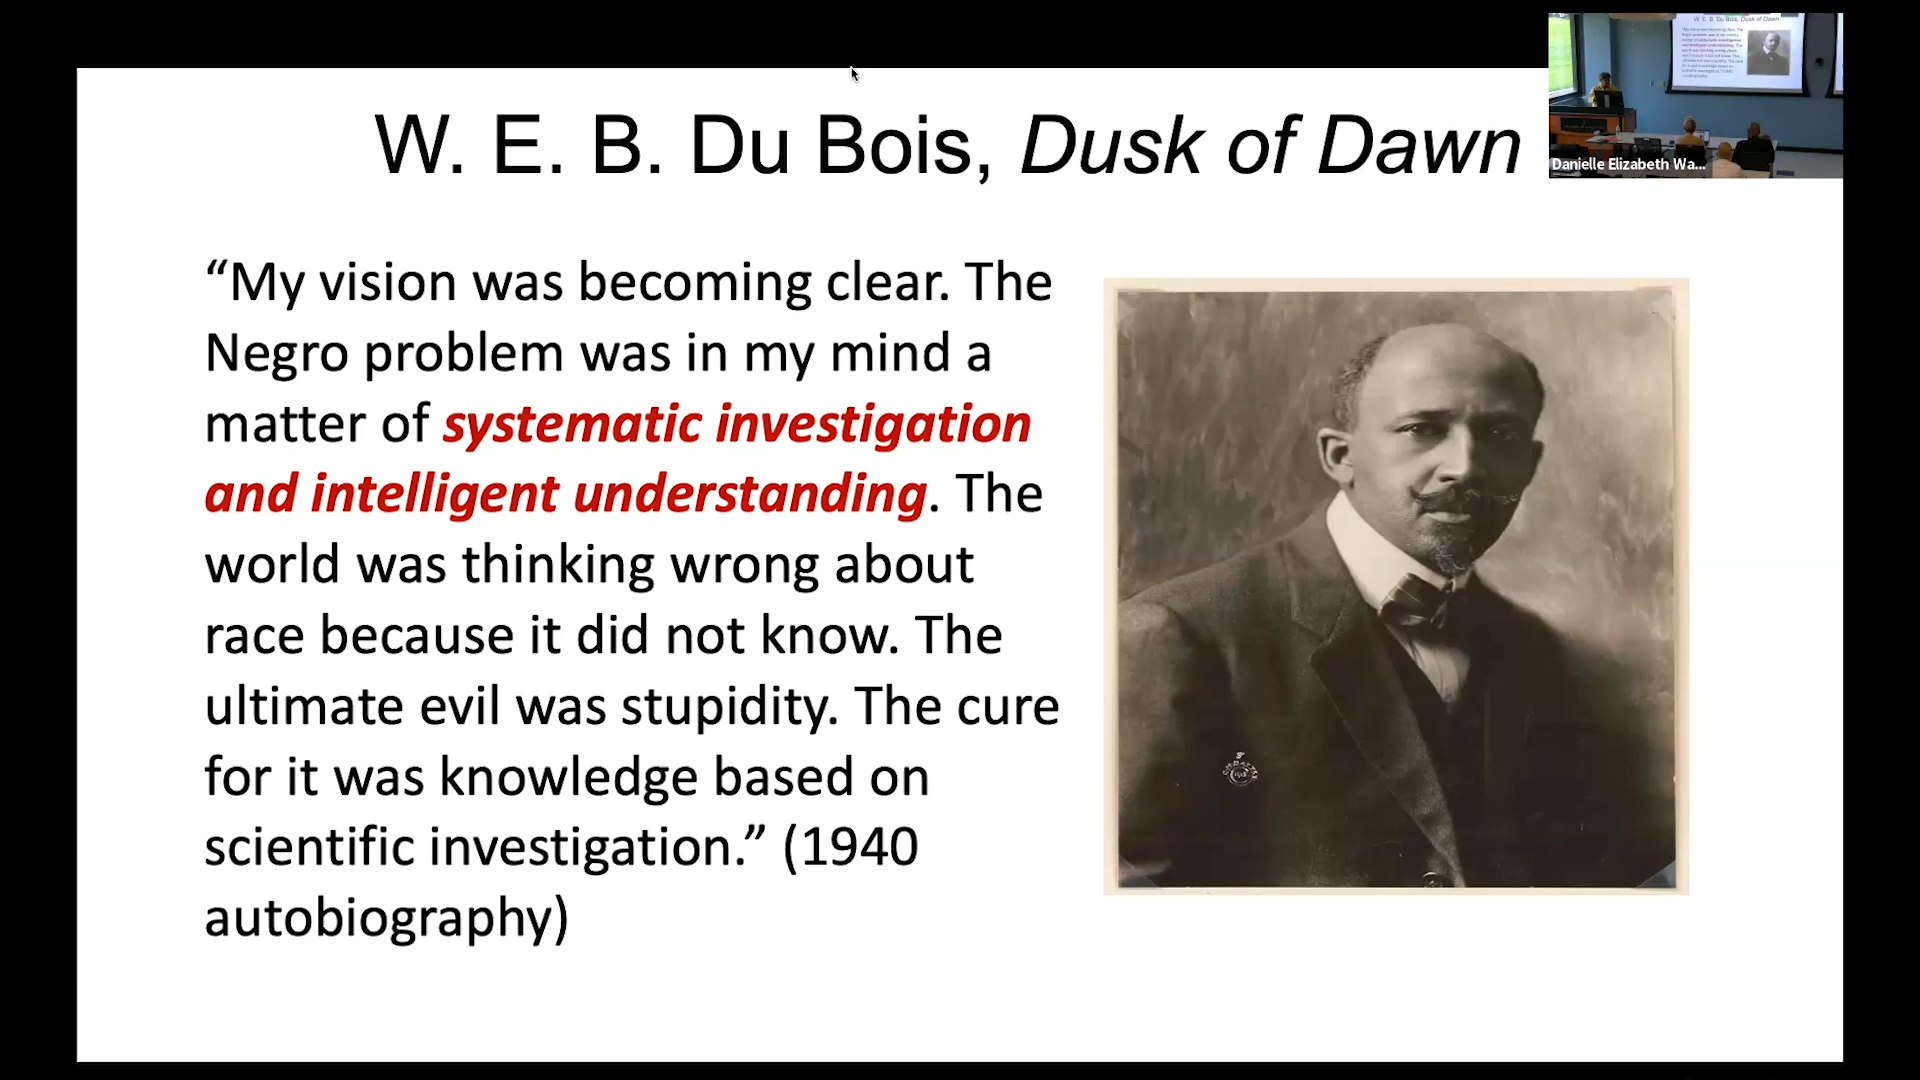 W. E. B. Du Bois, Dusk of Dawn
Danielle Elizabeth Wa...
“My vision was becoming clear. The
Negro problem was in my mind a
matter of systematic investigation
and intelligent understanding. The
world was thinking wrong about
race because it did not know. The
ultimate evil was stupidity. The cure
for it was knowledge based on
scientific investigation.” (1940
autobiography)